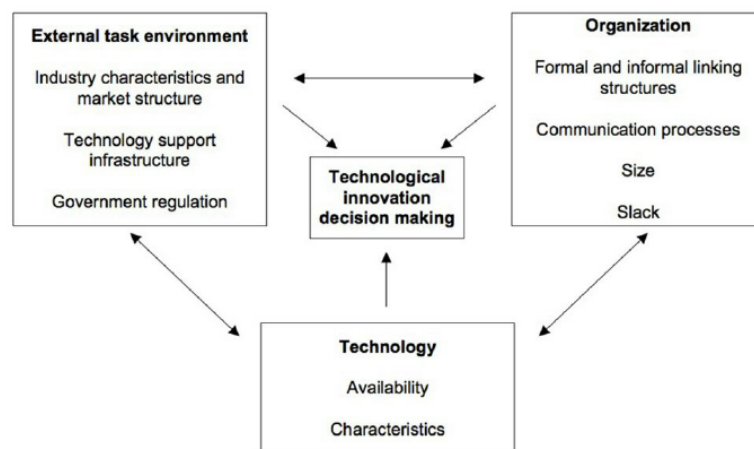 External task environment
Industry characteristics and
market structure
Technology support
infrastructure
Government regulation
Organization
Formal and informal linking
structures
Communication processes
Size
Slack
Technological
innovation
decision making
Technology
Availability
Characteristics